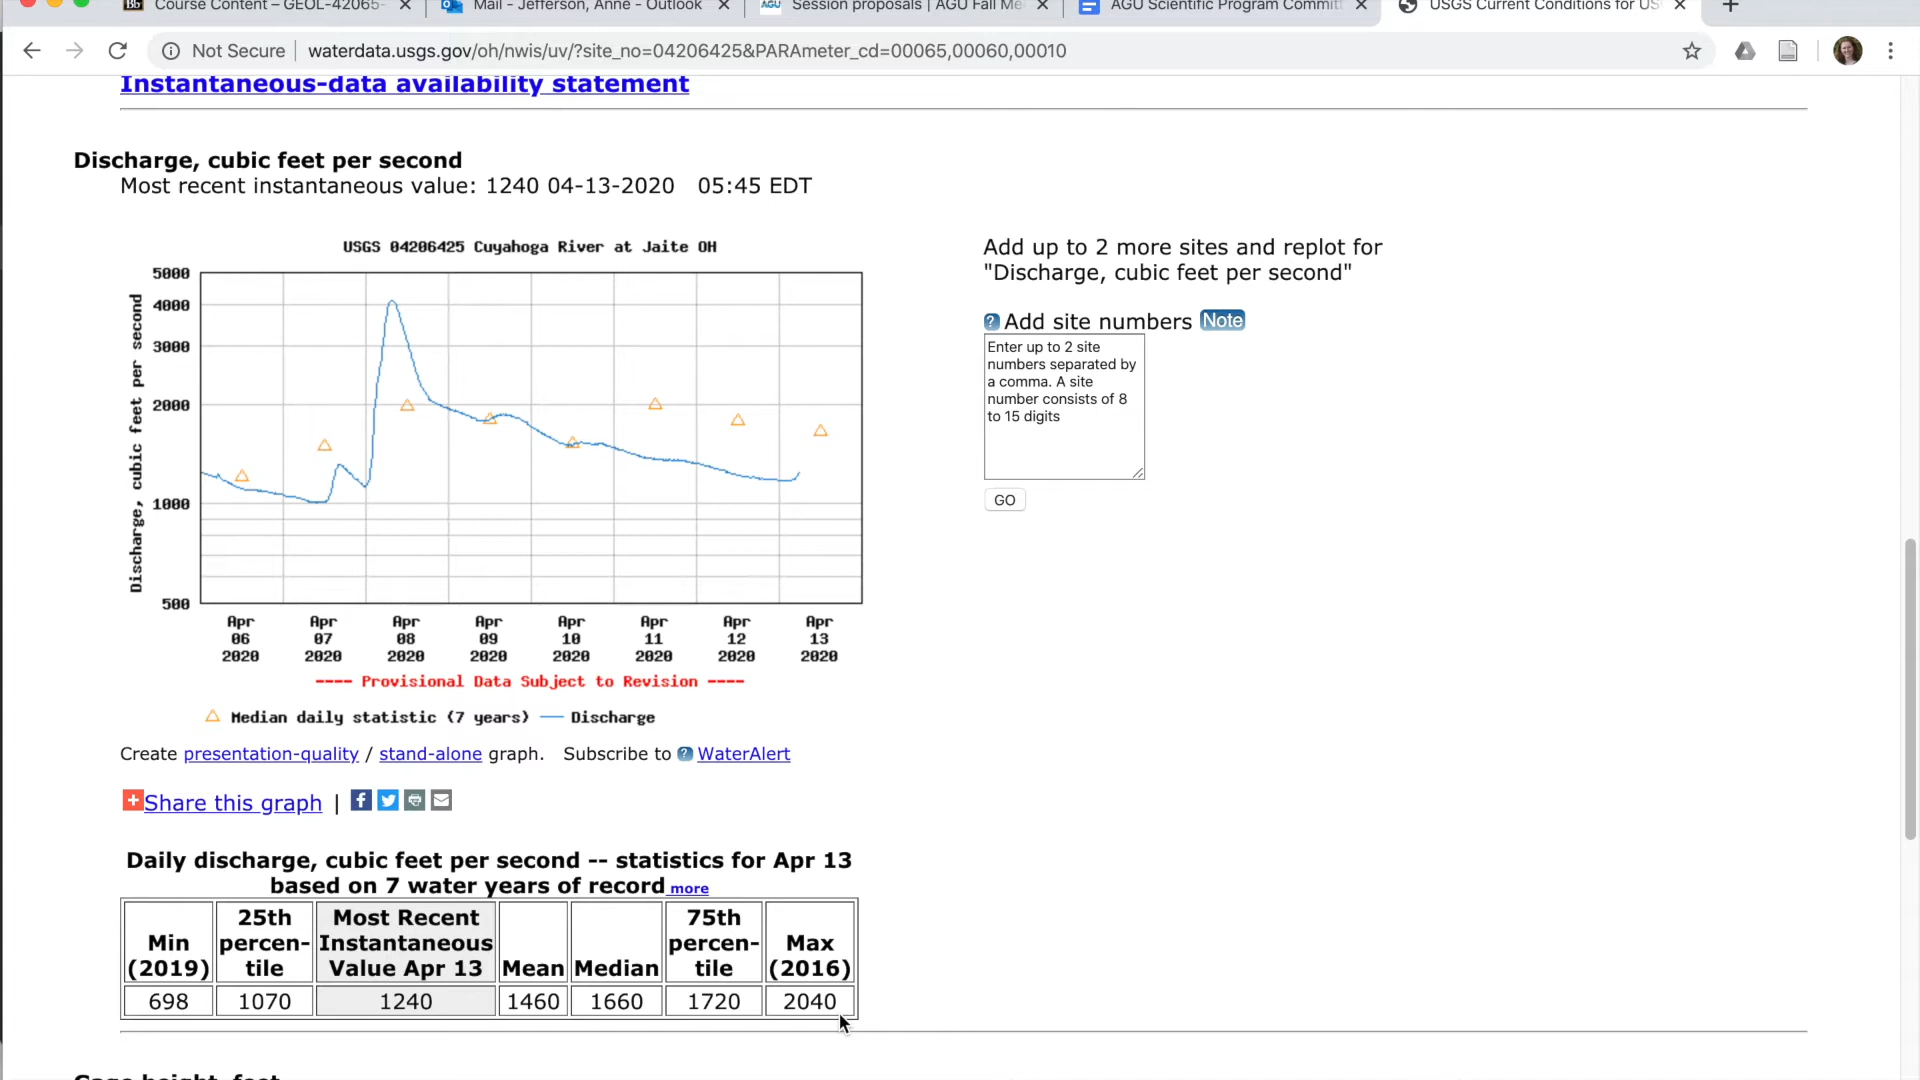 Course Content – GEOL-42065-
Mail - Jefferson, Anne - Outlook
Session proposals | AGU Fall Me
AGU Scientific Program Committ
USGS Current Conditions for US
Not Secure | waterdata.usgs.gov/oh/nwis/uv/?site_no=04206425&PARAmeter_cd=00065,00060,00010
Instantaneous-data availability statement
Discharge, cubic feet per second
Most recent instantaneous value: 1240 04-13-2020 05:45 EDT
USGS 04206425 Cuyahoga River at Jaite OH
Discharge, cubic feet per second
5000
4000
3000
2000
1000
500
Apr Apr Apr Apr Apr Apr Apr Apr
06 07 08 09 10 11 12 13
2020 2020 2020 2020 2020 2020 2020 2020
---- Provisional Data Subject to Revision ----
Median daily statistic (7 years) Discharge
Add up to 2 more sites and replot for
"Discharge, cubic feet per second"
? Add site numbers Note
Enter up to 2 site
numbers separated by
a comma. A site
number consists of 8
to 15 digits
GO
Create presentation-quality / stand-alone graph. Subscribe to ? WaterAlert
Share this graph |
Daily discharge, cubic feet per second -- statistics for Apr 13
based on 7 water years of record more
Min (2019) 25th percen-tile Most Recent Instantaneous Value Apr 13 Mean Median 75th percen-tile Max (2016)
698 1070 1240 1460 1660 1720 2040
Gage height, feet